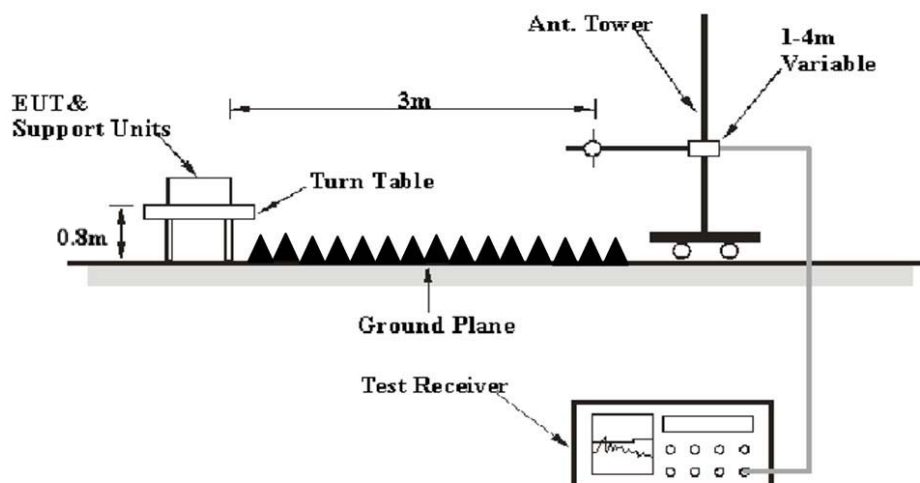 Ant. Tower
1-4m
Variable
EUT&
Support Units
3m
Turn Table
0.8m
Ground Plane
Test Receiver